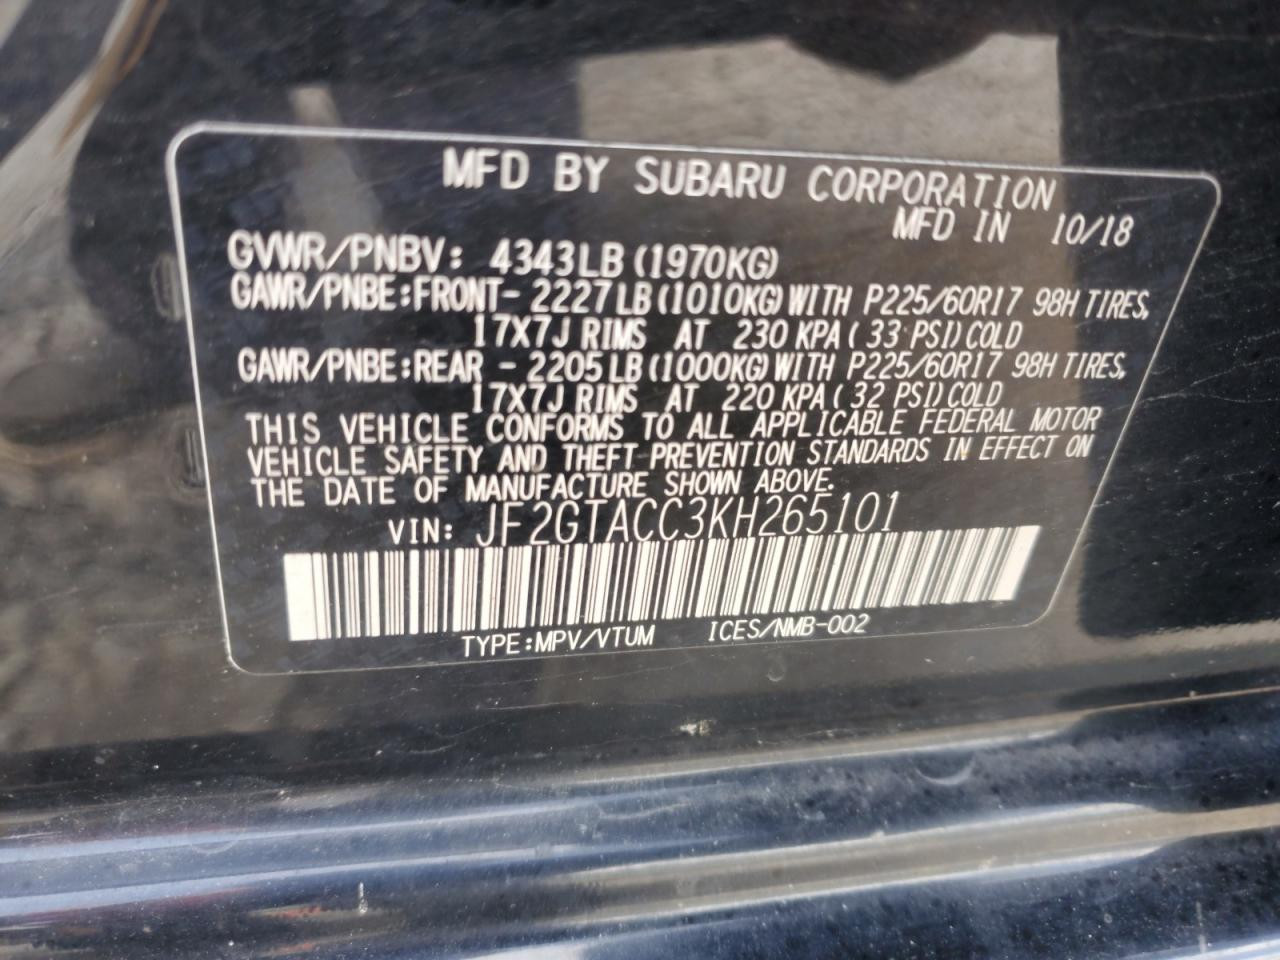 MFD BY SUBARU CORPORATION
MFD IN 10/18
GVWR/PNBV: 4343LB (1970KG)
GAWR/PNBE:FRONT- 2227LB(1010KG)WITH P225/60R17 98H TIRES,
17X7J RIMS AT 230 KPA( 33 PSI)COLD
GAWR/PNBE:REAR - 2205LB(1000KG)WITH P225/60R17 98H TIRES,
17X7J RIMS AT 220 KPA( 32 PSI)COLD
THIS VEHICLE CONFORMS TO ALL APPLICABLE FEDERAL MOTOR
VEHICLE SAFETY AND THEFT PREVENTION STANDARDS IN EFFECT ON
THE DATE OF MANUFACTURE SHOWN ABOVE.
VIN: JF2GTACC3KH265101
TYPE:MPV/VTUM ICES/NMB-002